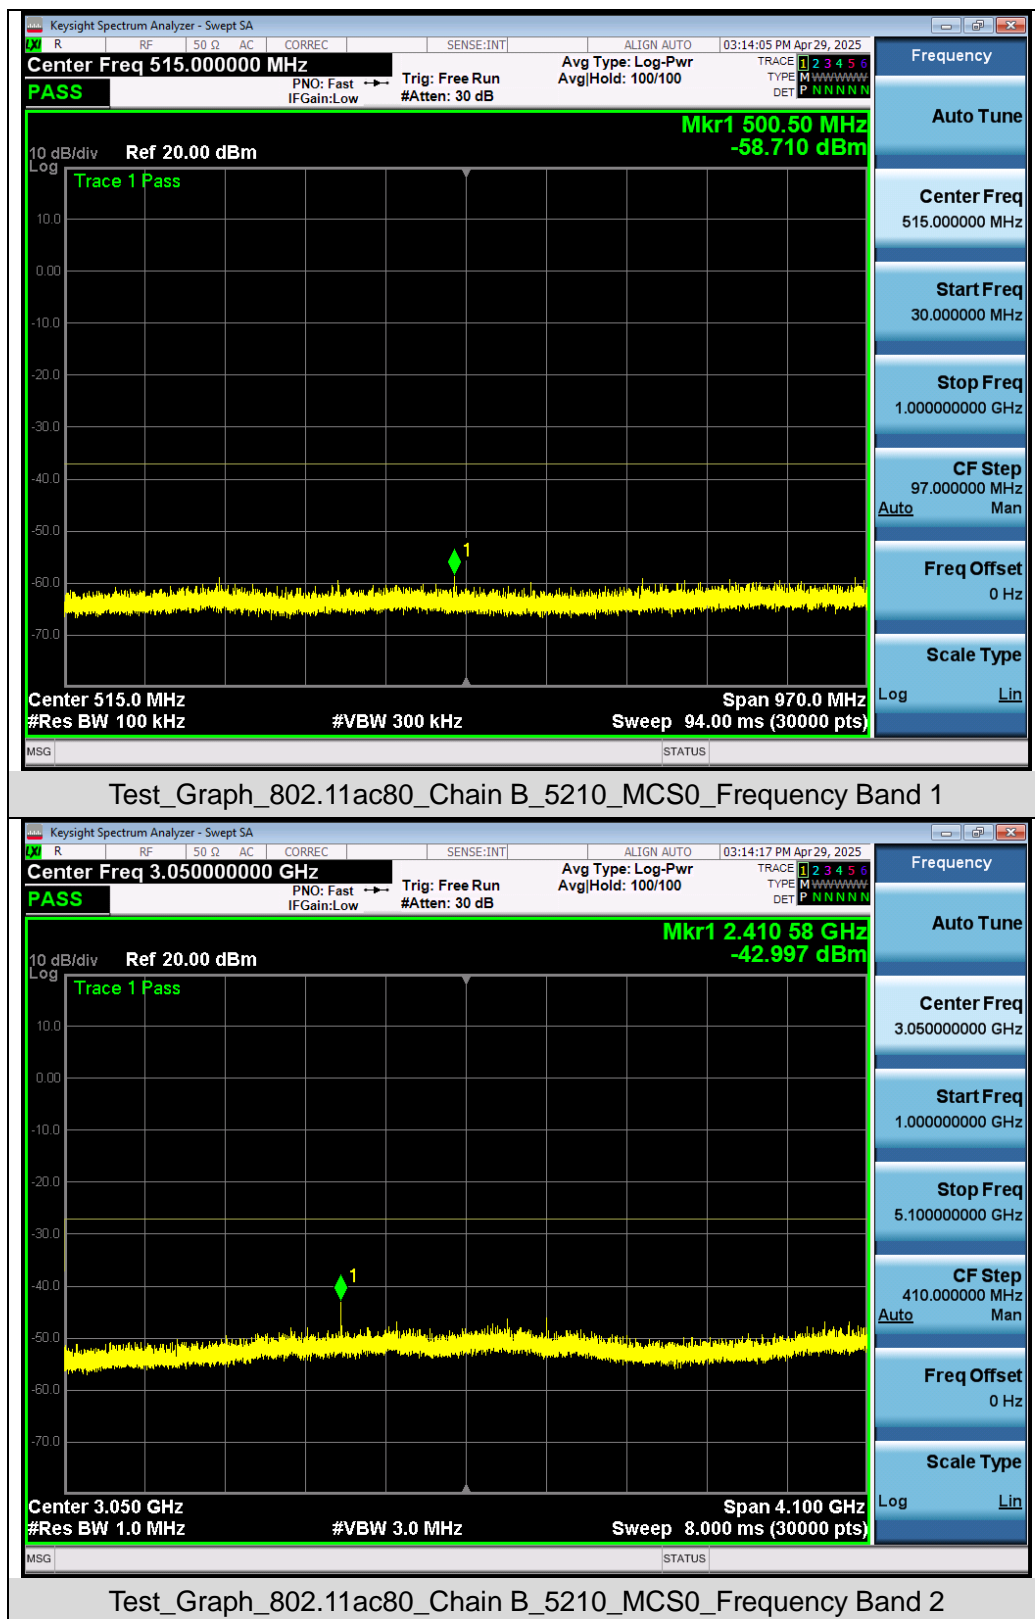 Keysight Spectrum Analyzer - Swept SA
LXI R RF 50 Ω AC CORREC SENSE:INT ALIGN AUTO 03:14:05 PM Apr 29, 2025
Center Freq 515.000000 MHz
PASS
PNO: Fast
IFGain:Low
Trig: Free Run
#Atten: 30 dB
Avg Type: Log-Pwr
Avg|Hold: 100/100
TRACE 1 2 3 4 5 6
TYPE M WWWWW
DET P N N N N N
Mkr1 500.50 MHz
-58.710 dBm
10 dB/div Ref 20.00 dBm
Log
Trace 1 Pass
10.0
0.00
-10.0
-20.0
-30.0
-40.0
-50.0
-60.0
-70.0
1
Center 515.0 MHz Span 970.0 MHz
#Res BW 100 kHz #VBW 300 kHz Sweep 94.00 ms (30000 pts)
MSG STATUS
Frequency
Auto Tune
Center Freq
515.000000 MHz
Start Freq
30.000000 MHz
Stop Freq
1.000000000 GHz
CF Step
97.000000 MHz
Auto Man
Freq Offset
0 Hz
Scale Type
Log Lin
Test_Graph_802.11ac80_Chain B_5210_MCS0_Frequency Band 1
Keysight Spectrum Analyzer - Swept SA
LXI R RF 50 Ω AC CORREC SENSE:INT ALIGN AUTO 03:14:17 PM Apr 29, 2025
Center Freq 3.050000000 GHz
PASS
PNO: Fast
IFGain:Low
Trig: Free Run
#Atten: 30 dB
Avg Type: Log-Pwr
Avg|Hold: 100/100
TRACE 1 2 3 4 5 6
TYPE M WWWWW
DET P N N N N N
Mkr1 2.410 58 GHz
-42.997 dBm
10 dB/div Ref 20.00 dBm
Log
Trace 1 Pass
10.0
0.00
-10.0
-20.0
-30.0
-40.0
-50.0
-60.0
-70.0
1
Center 3.050 GHz Span 4.100 GHz
#Res BW 1.0 MHz #VBW 3.0 MHz Sweep 8.000 ms (30000 pts)
MSG STATUS
Frequency
Auto Tune
Center Freq
3.050000000 GHz
Start Freq
1.000000000 GHz
Stop Freq
5.100000000 GHz
CF Step
410.000000 MHz
Auto Man
Freq Offset
0 Hz
Scale Type
Log Lin
Test_Graph_802.11ac80_Chain B_5210_MCS0_Frequency Band 2